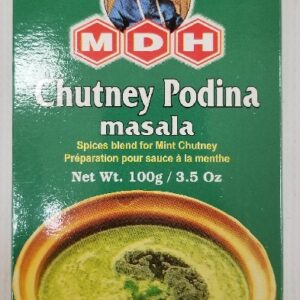 MDH
Chutney Podina
masala
Spices blend for Mint Chutney
Préparation pour sauce à la menthe
Net Wt. 100g / 3.5 Oz